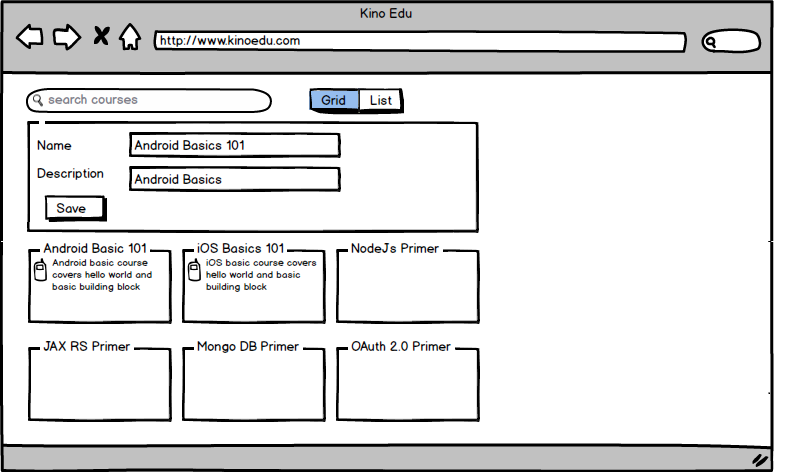 Kino Edu
http://www.kinoedu.com
search courses
Grid List
Name Android Basics 101
Description Android Basics
Save
Android Basic 101
Android basic course
covers hello world and
basic building block
iOS Basics 101
iOS basic course covers
hello world and basic
building block
NodeJs Primer
JAX RS Primer
Mongo DB Primer
OAuth 2.0 Primer